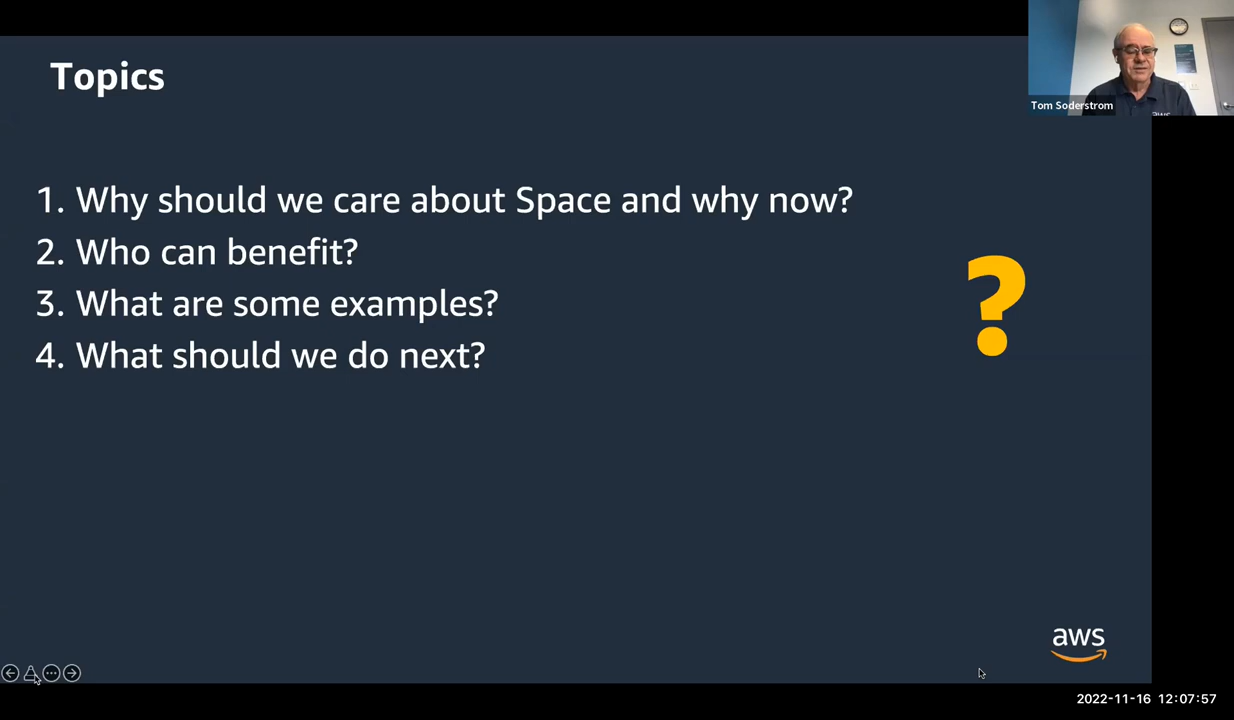 Topics
Tom Soderstrom
aws
1. Why should we care about Space and why now?
2. Who can benefit?
3. What are some examples?
4. What should we do next?
?
aws
2022-11-16 12:07:57